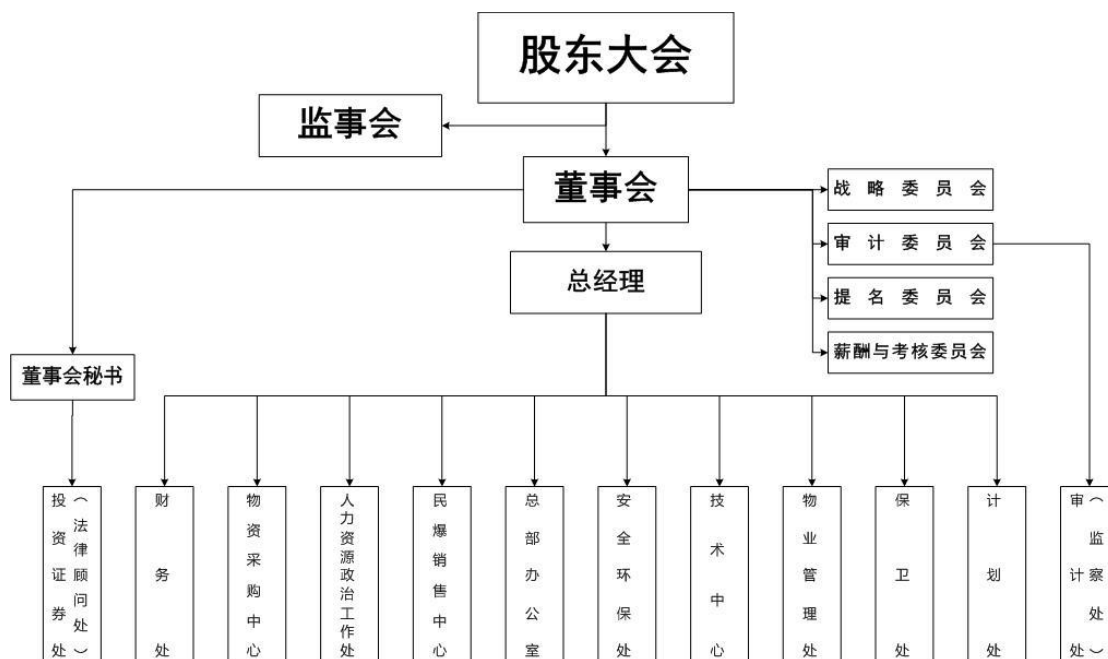 股东大会
监事会
董事会
战略委员会
审计委员会
总经理
提名委员会
薪酬与考核委员会
董事会秘书
投资证券处
（法律顾问处）
财务处
物资采购中心
人力资源政治工作处
民爆销售中心
总部办公室
安全环保处
技术中心
物业管理处
保卫处
计划处
审计处
（监察处）